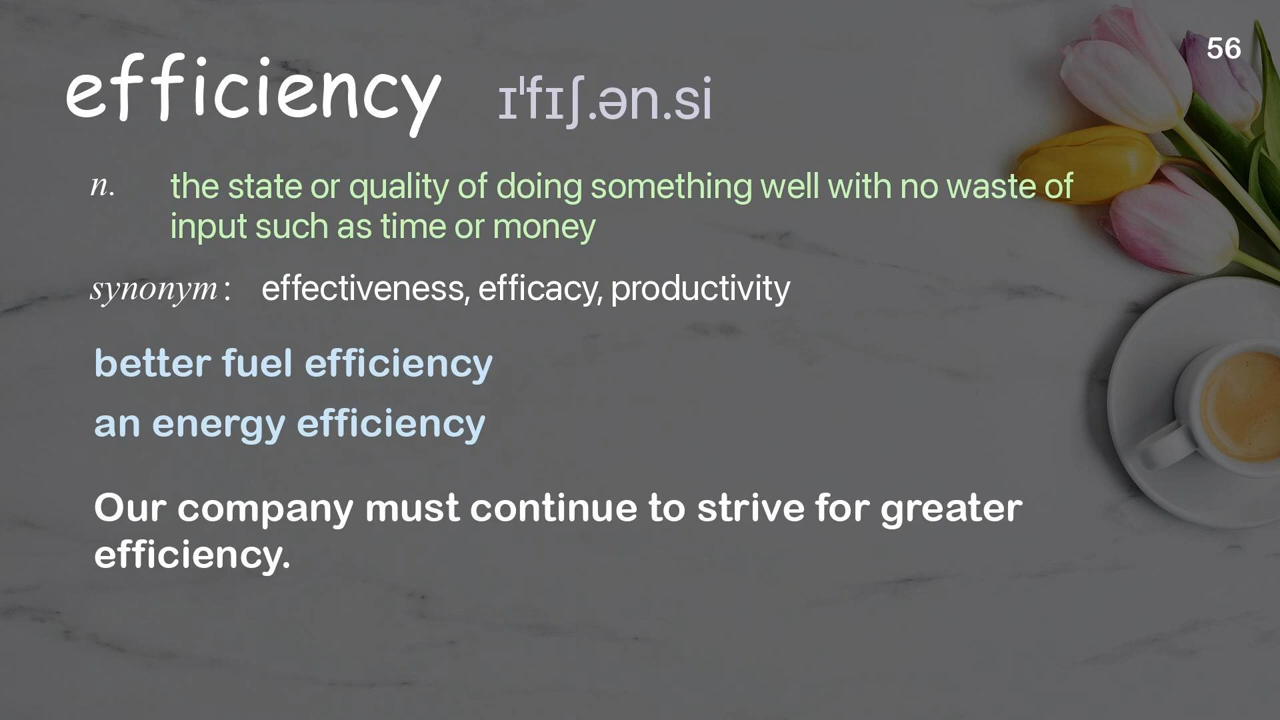 56
efficiency ɪˈfɪʃ.ən.si
n. the state or quality of doing something well with no waste of
input such as time or money
synonym: effectiveness, efficacy, productivity
better fuel efficiency
an energy efficiency
Our company must continue to strive for greater
efficiency.